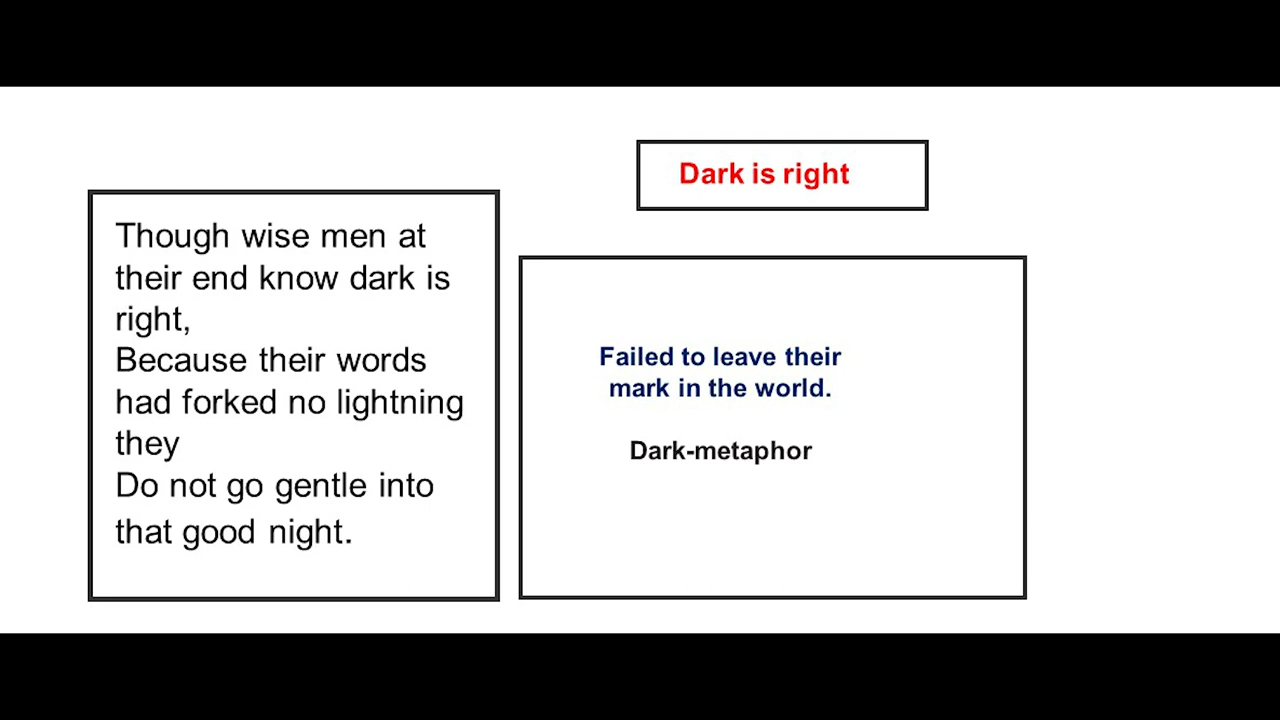 Though wise men at
their end know dark is
right,
Because their words
had forked no lightning
they
Do not go gentle into
that good night.
Dark is right
Failed to leave their
mark in the world.
Dark-metaphor